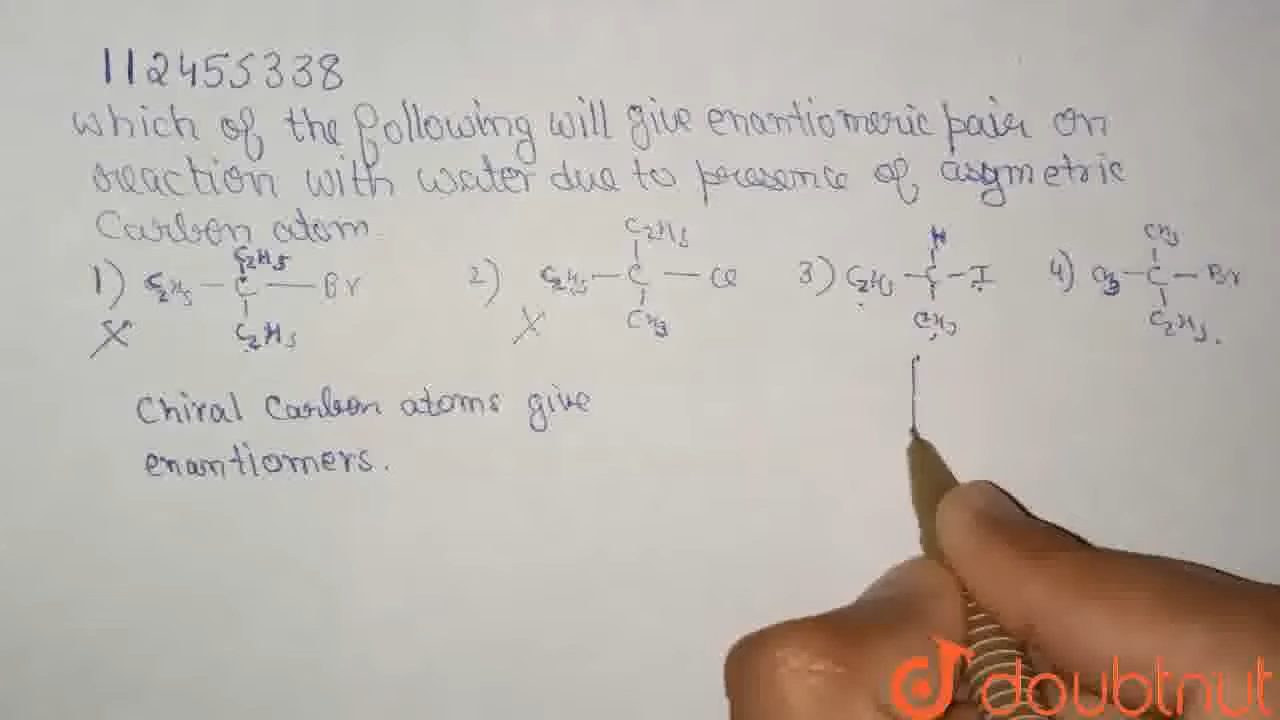 112455338
which of the following will give enantiomeric pair on
reaction with water due to presence of asymetric
Carbon atom.
1) C2H5 - C - Br
C2H5
C2H5
X
2) C2H5 - C - Cl
C2H5
CH3
X
3) C2H5 - C - I
H
CH3
4) CH3 - C - Br
CH3
C2H5.
Chiral Carbon atoms give
enantiomers.
doubtnut